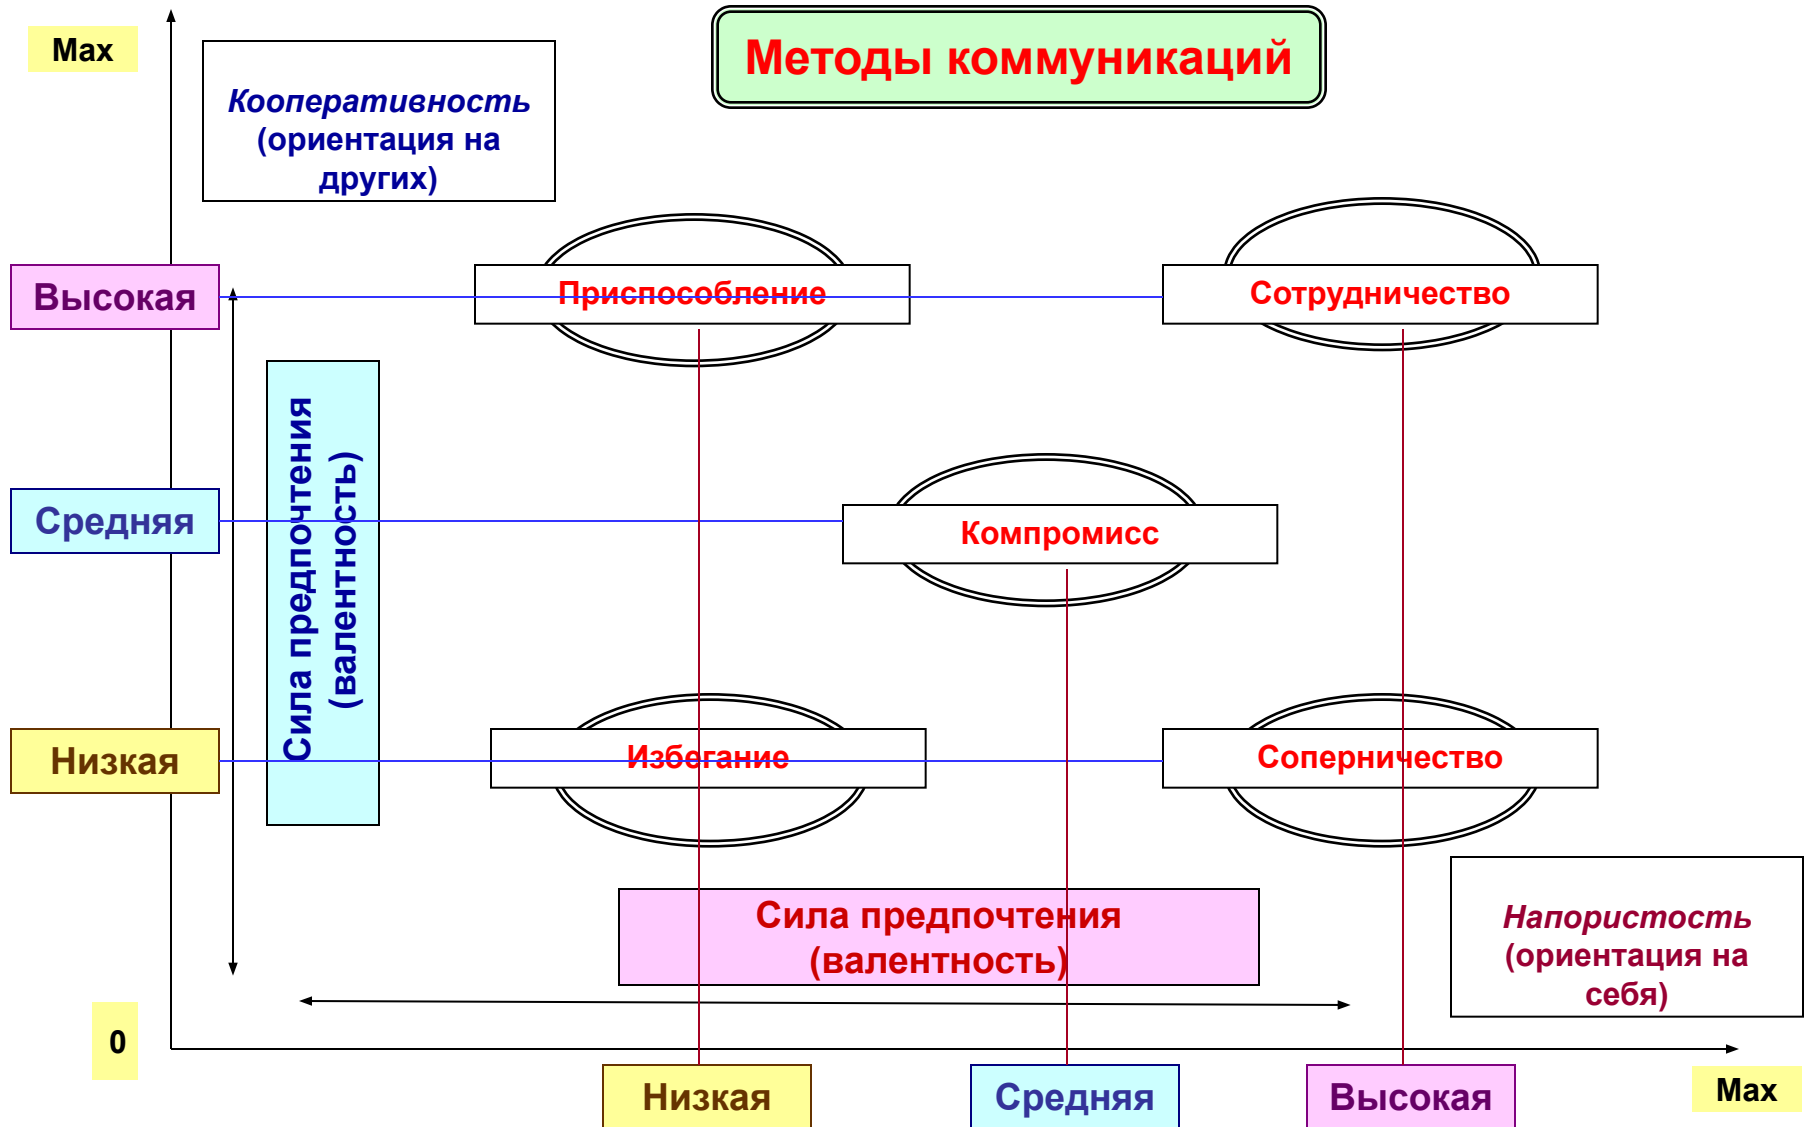 Методы коммуникаций
Max
Кооперативность
(ориентация на
других)
Высокая
Приспособление
Сотрудничество
Сила предпочтения
(валентность)
Средняя
Компромисс
Низкая
Избегание
Соперничество
Сила предпочтения
(валентность)
Напористость
(ориентация на
себя)
0
Низкая
Средняя
Высокая
Max